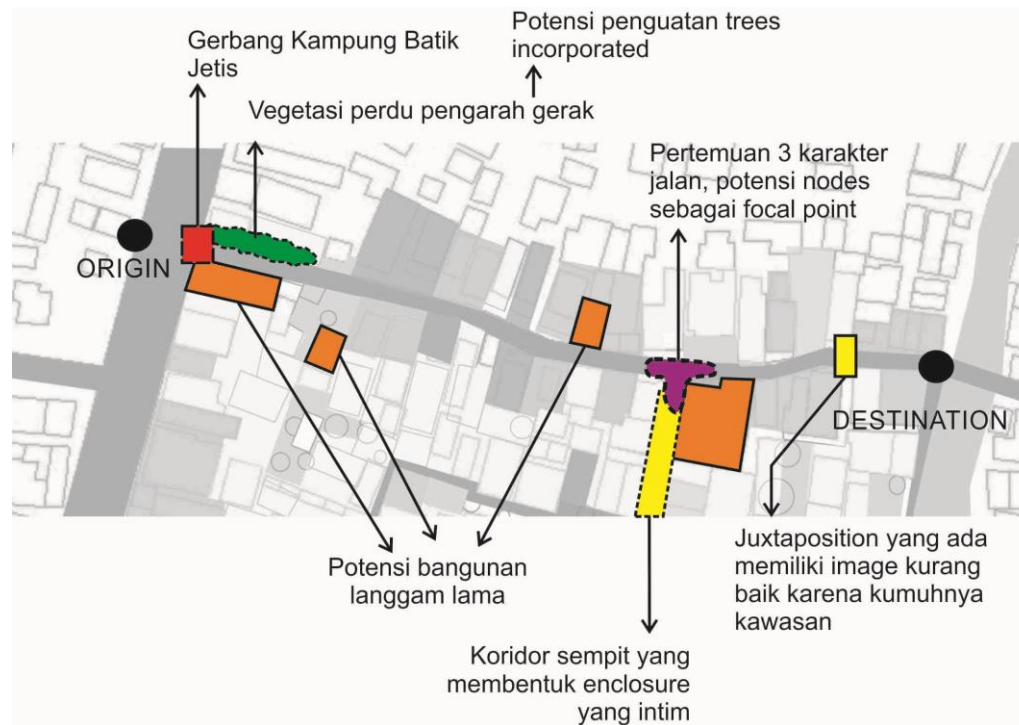 Gerbang Kampung Batik
Jetis
Potensi penguatan trees
incorporated
Vegetasi perdu pengarah gerak
Pertemuan 3 karakter
jalan, potensi nodes
sebagai focal point
ORIGIN
DESTINATION
Potensi bangunan
langgam lama
Juxtaposition yang ada
memiliki image kurang
baik karena kumuhnya
kawasan
Koridor sempit yang
membentuk enclosure
yang intim